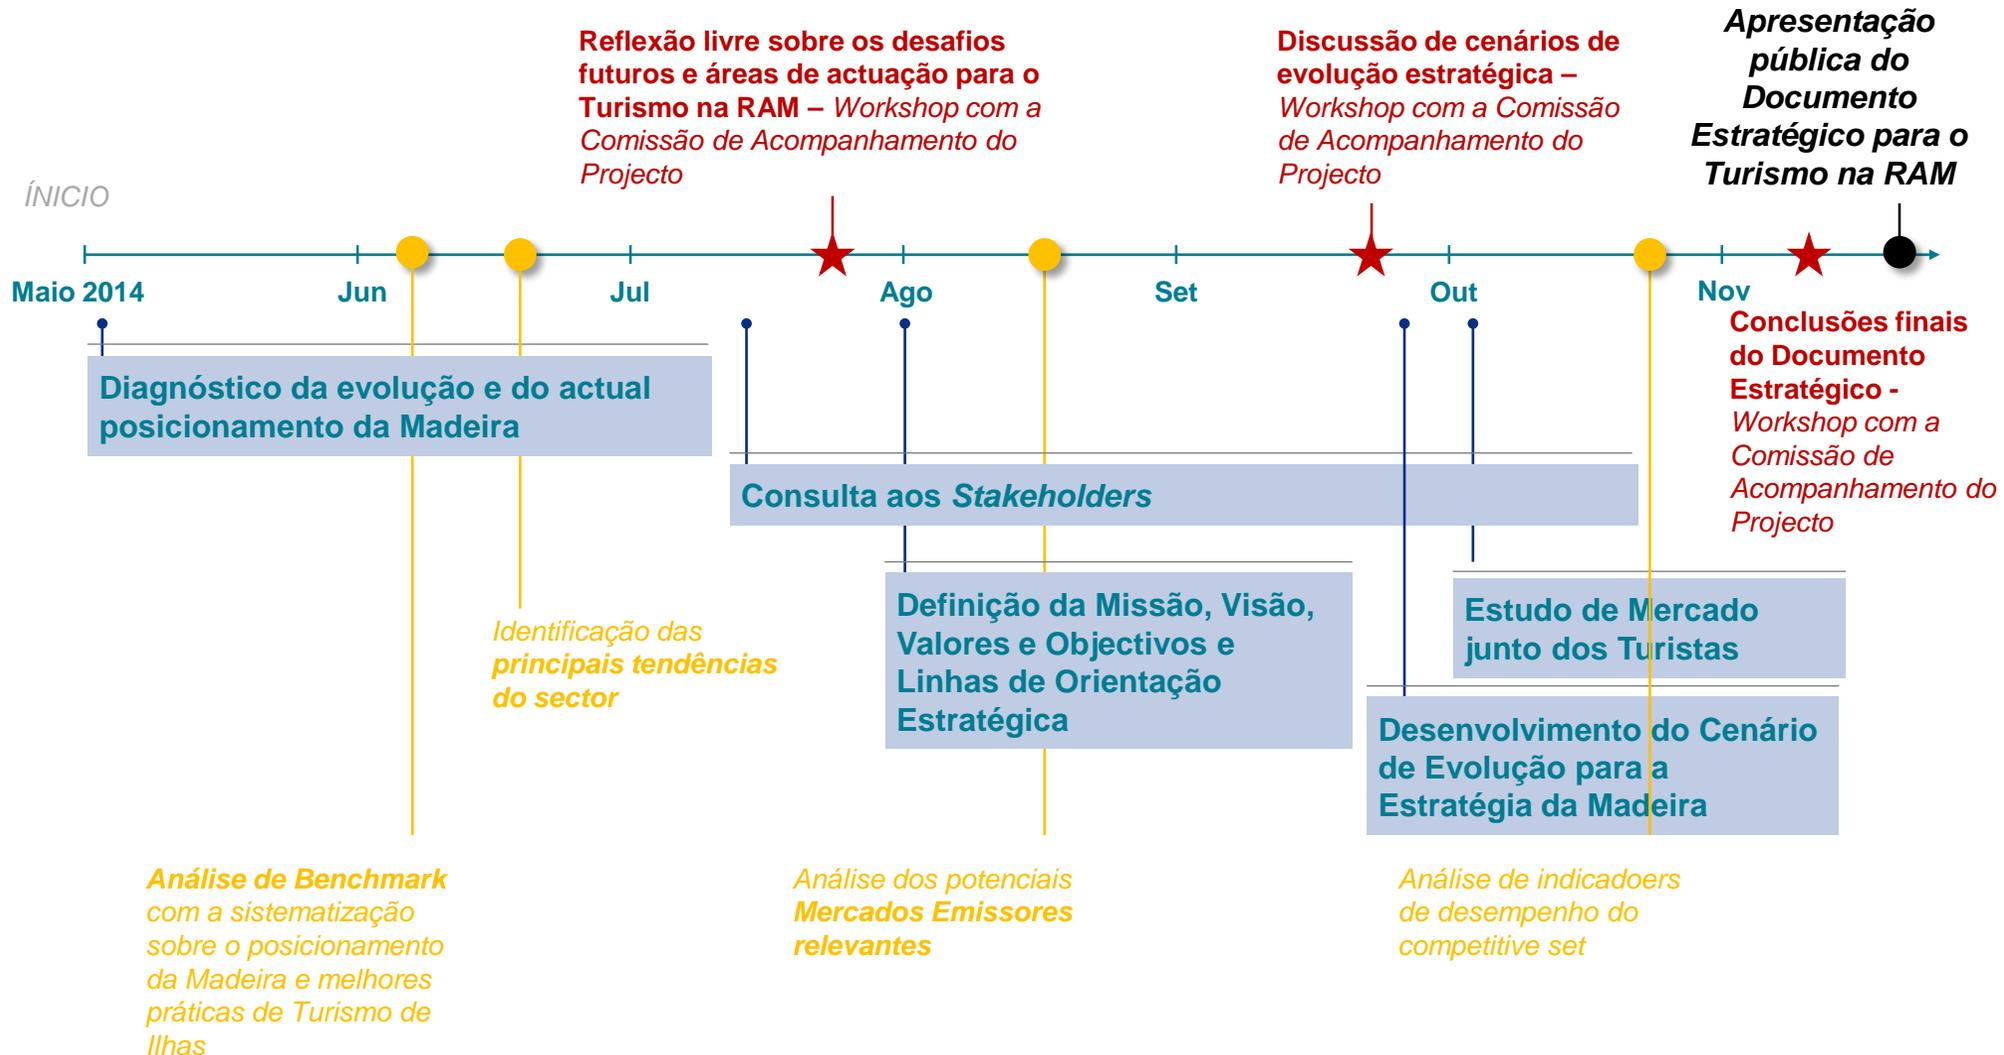 Reflexão livre sobre os desafios
futuros e áreas de actuação para o
Turismo na RAM – Workshop com a
Comissão de Acompanhamento do
Projecto
Discussão de cenários de
evolução estratégica –
Workshop com a Comissão
de Acompanhamento do
Projecto
Apresentação
pública do
Documento
Estratégico para o
Turismo na RAM
ÍNICIO
Maio 2014
Jun
Jul
Ago
Set
Out
Nov
Conclusões finais
do Documento
Estratégico -
Workshop com a
Comissão de
Acompanhamento do
Projecto
Diagnóstico da evolução e do actual
posicionamento da Madeira
Consulta aos Stakeholders
Definição da Missão, Visão,
Valores e Objectivos e
Linhas de Orientação
Estratégica
Estudo de Mercado
junto dos Turistas
Desenvolvimento do Cenário
de Evolução para a
Estratégia da Madeira
Identificação das
principais tendências
do sector
Análise de Benchmark
com a sistematização
sobre o posicionamento
da Madeira e melhores
práticas de Turismo de
Ilhas
Análise dos potenciais
Mercados Emissores
relevantes
Análise de indicadoers
de desempenho do
competitive set